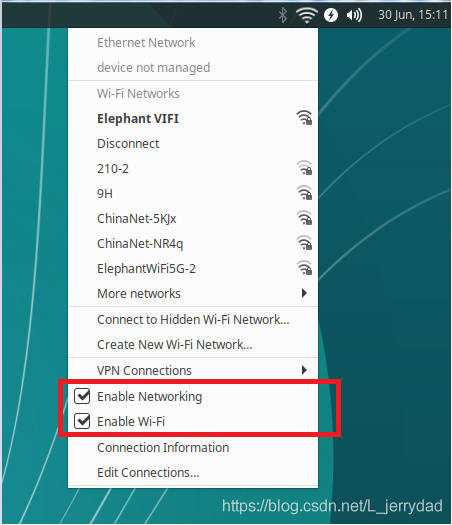 30 Jun, 15:11
Ethernet Network
device not managed
Wi-Fi Networks
Elephant VIFI
Disconnect
210-2
9H
ChinaNet-5KJx
ChinaNet-NR4q
ElephantWiFi5G-2
More networks
Connect to Hidden Wi-Fi Network...
Create New Wi-Fi Network...
VPN Connections
Enable Networking
Enable Wi-Fi
Connection Information
Edit Connections...
https://blog.csdn.net/L_jerrydad